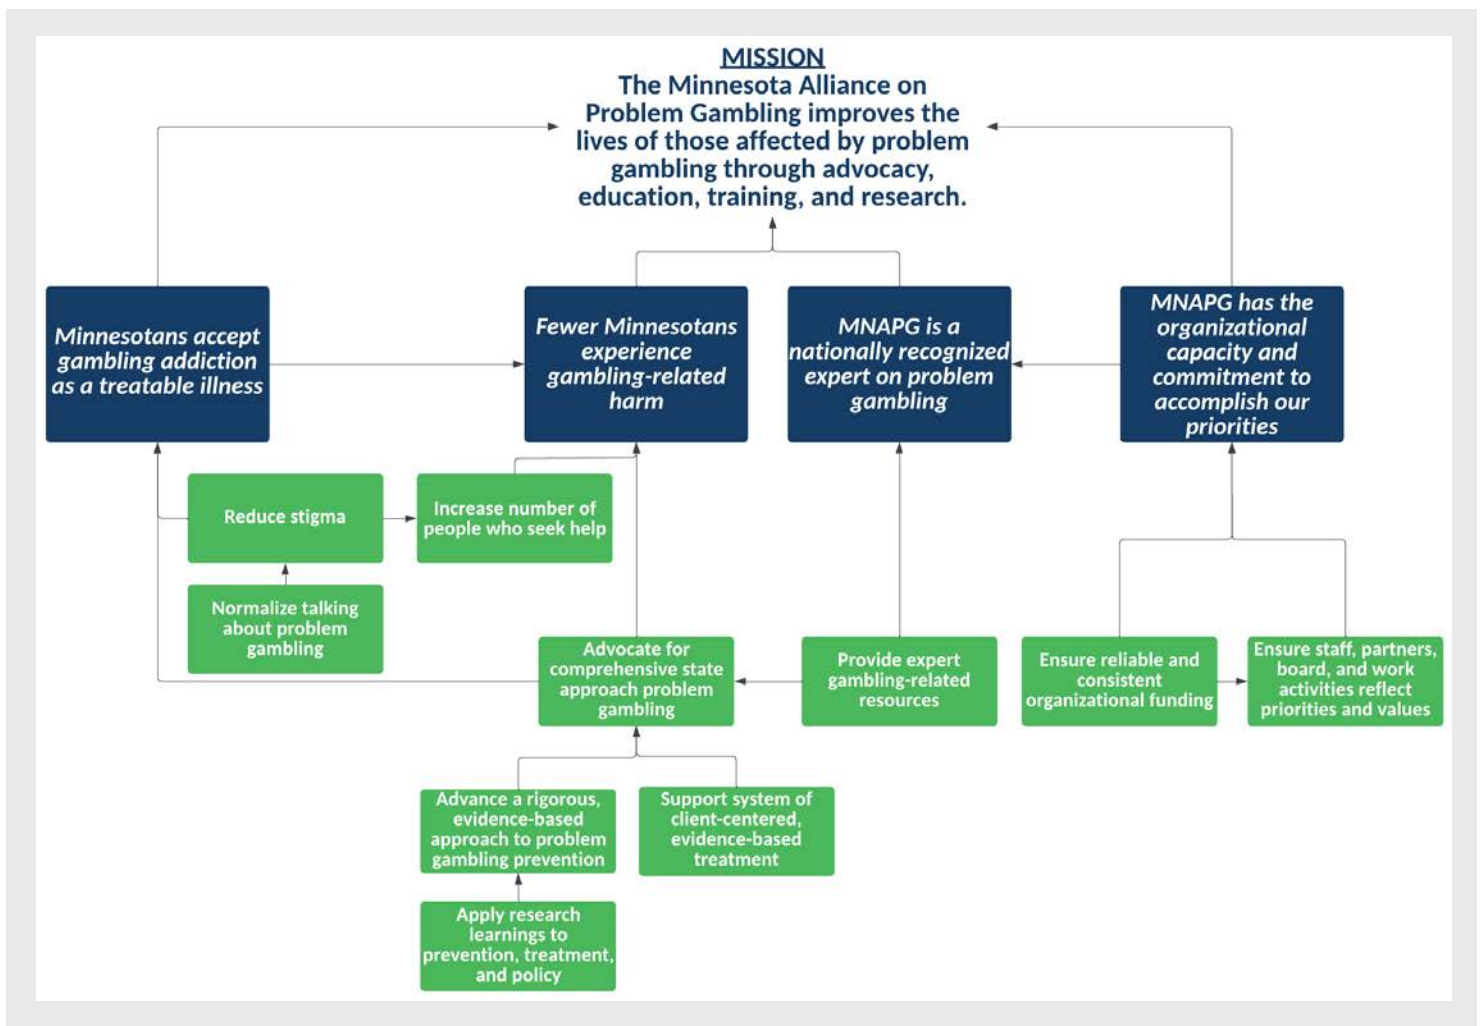 MISSION
The Minnesota Alliance on
Problem Gambling improves the
lives of those affected by problem
gambling through advocacy,
education, training, and research.
Minnesotans accept
gambling addiction
as a treatable illness
Fewer Minnesotans
experience
gambling-related
harm
MNAPG is a
nationally recognized
expert on problem
gambling
MNAPG has the
organizational
capacity and
commitment to
accomplish our
priorities
Reduce stigma
Increase number of
people who seek help
Normalize talking
about problem
gambling
Advocate for
comprehensive state
approach problem
gambling
Provide expert
gambling-related
resources
Ensure reliable and
consistent
organizational funding
Ensure staff, partners,
board, and work
activities reflect
priorities and values
Advance a rigorous,
evidence-based
approach to problem
gambling prevention
Support system of
client-centered,
evidence-based
treatment
Apply research
learnings to
prevention, treatment,
and policy